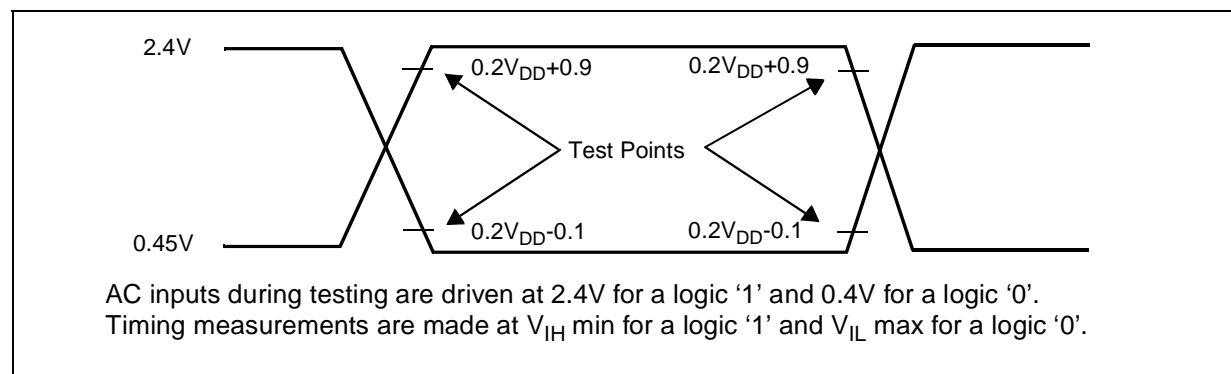 2.4V
0.2VDD+0.9 0.2VDD+0.9
Test Points
0.45V 0.2VDD-0.1 0.2VDD-0.1
AC inputs during testing are driven at 2.4V for a logic ‘1’ and 0.4V for a logic ‘0’.
Timing measurements are made at VIH min for a logic ‘1’ and VIL max for a logic ‘0’.